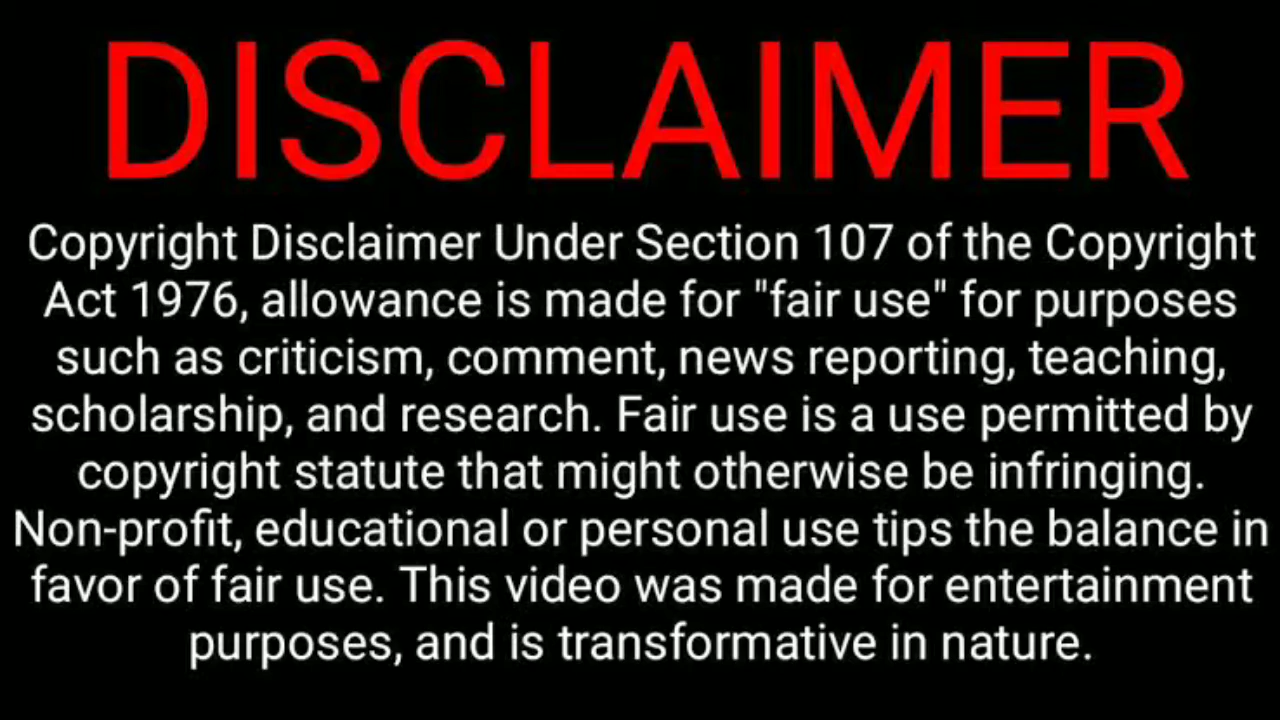 DISCLAIMER
Copyright Disclaimer Under Section 107 of the Copyright
Act 1976, allowance is made for "fair use" for purposes
such as criticism, comment, news reporting, teaching,
scholarship, and research. Fair use is a use permitted by
copyright statute that might otherwise be infringing.
Non-profit, educational or personal use tips the balance in
favor of fair use. This video was made for entertainment
purposes, and is transformative in nature.